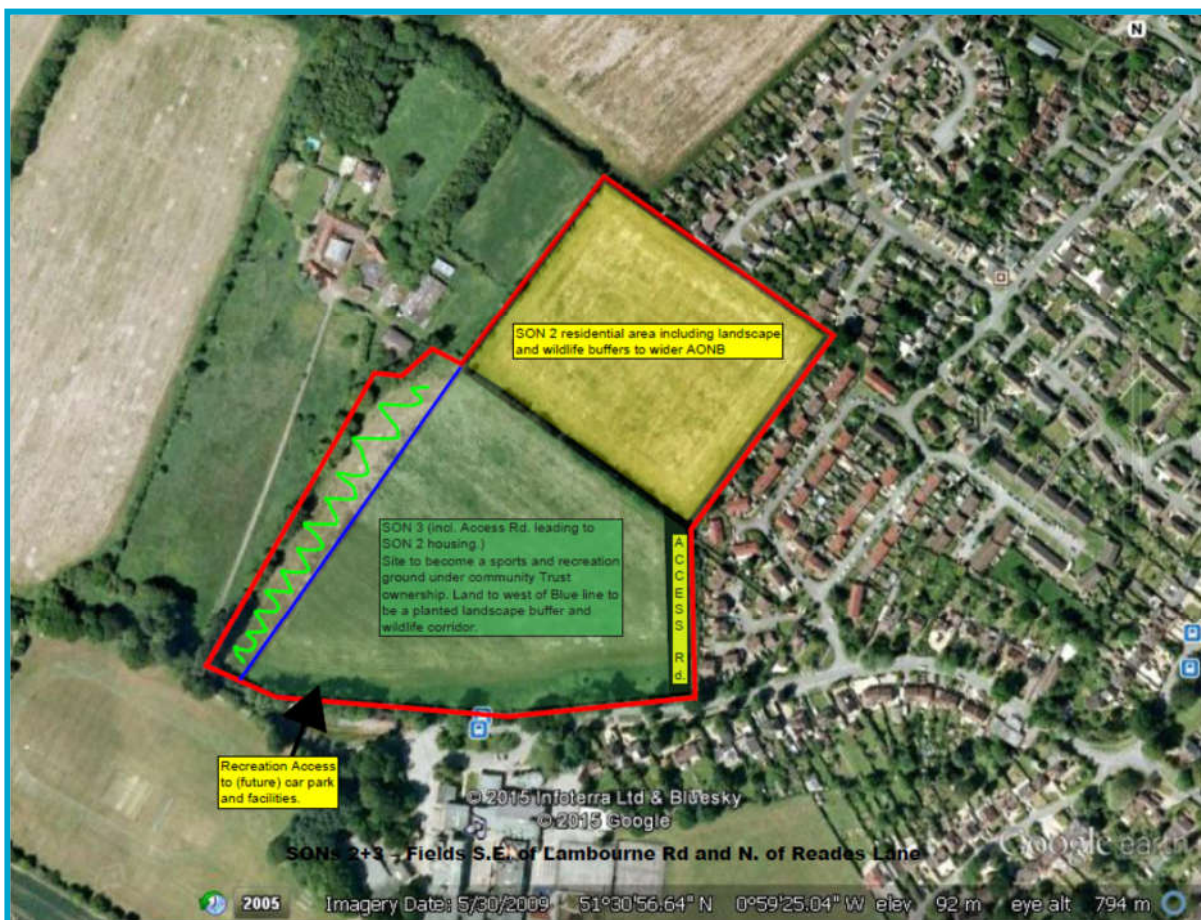 N
SON 2 residential area including landscape
and wildlife buffers to wider AONB
SON 3 (incl. Access Rd. leading to
SON 2 housing.)
Site to become a sports and recreation
ground under community Trust
ownership. Land to west of Blue line to
be a planted landscape buffer and
wildlife corridor.
A
C
C
E
S
S
R
d.
Recreation Access
to (future) car park
and facilities.
© 2015 Infoterra Ltd & Bluesky
© 2015 Google
SONs 2+3 - Fields S.E. of Lambourne Rd and N. of Reades Lane
Google earth
2005
Imagery Date: 5/30/2009 51°30'56.64" N 0°59'25.04" W elev 92 m eye alt 794 m